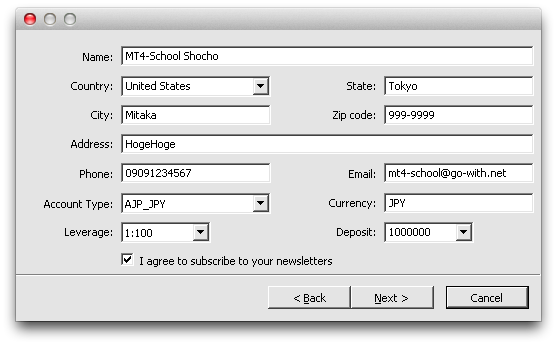 Name: MT4-School Shocho
Country: United States State: Tokyo
City: Mitaka Zip code: 999-9999
Address: HogeHoge
Phone: 09091234567 Email: mt4-school@go-with.net
Account Type: AJP_JPY Currency: JPY
Leverage: 1:100 Deposit: 1000000
I agree to subscribe to your newsletters
< Back Next > Cancel